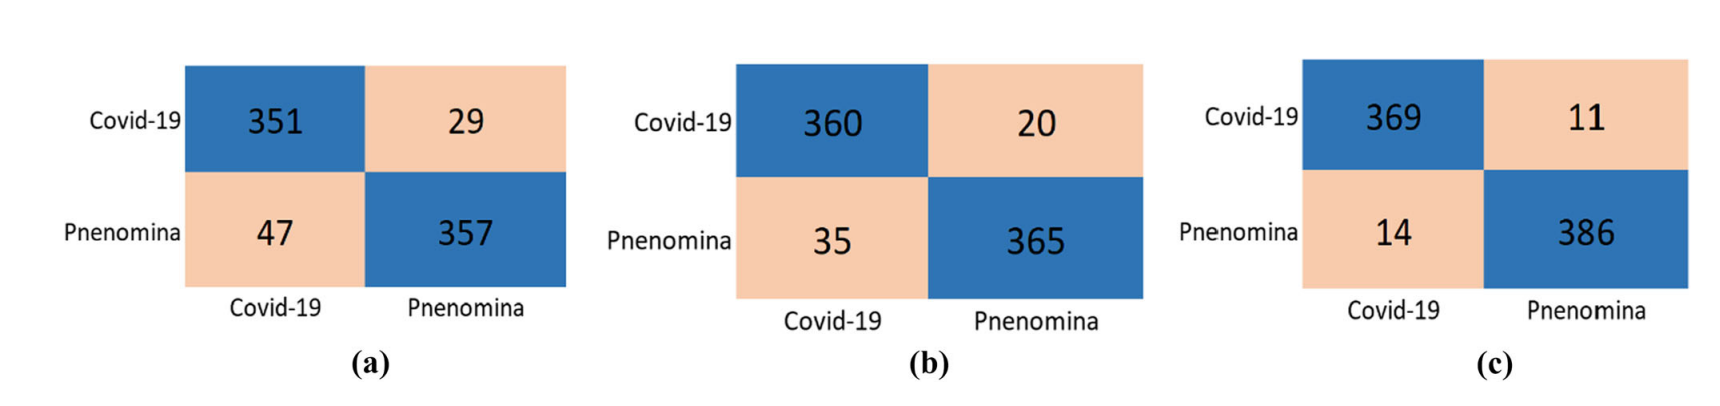 Covid-19 351 29
Pnenomina 47 357
Covid-19 Pnenomina
(a)
Covid-19 360 20
Pnenomina 35 365
Covid-19 Pnenomina
(b)
Covid-19 369 11
Pnenomina 14 386
Covid-19 Pnenomina
(c)